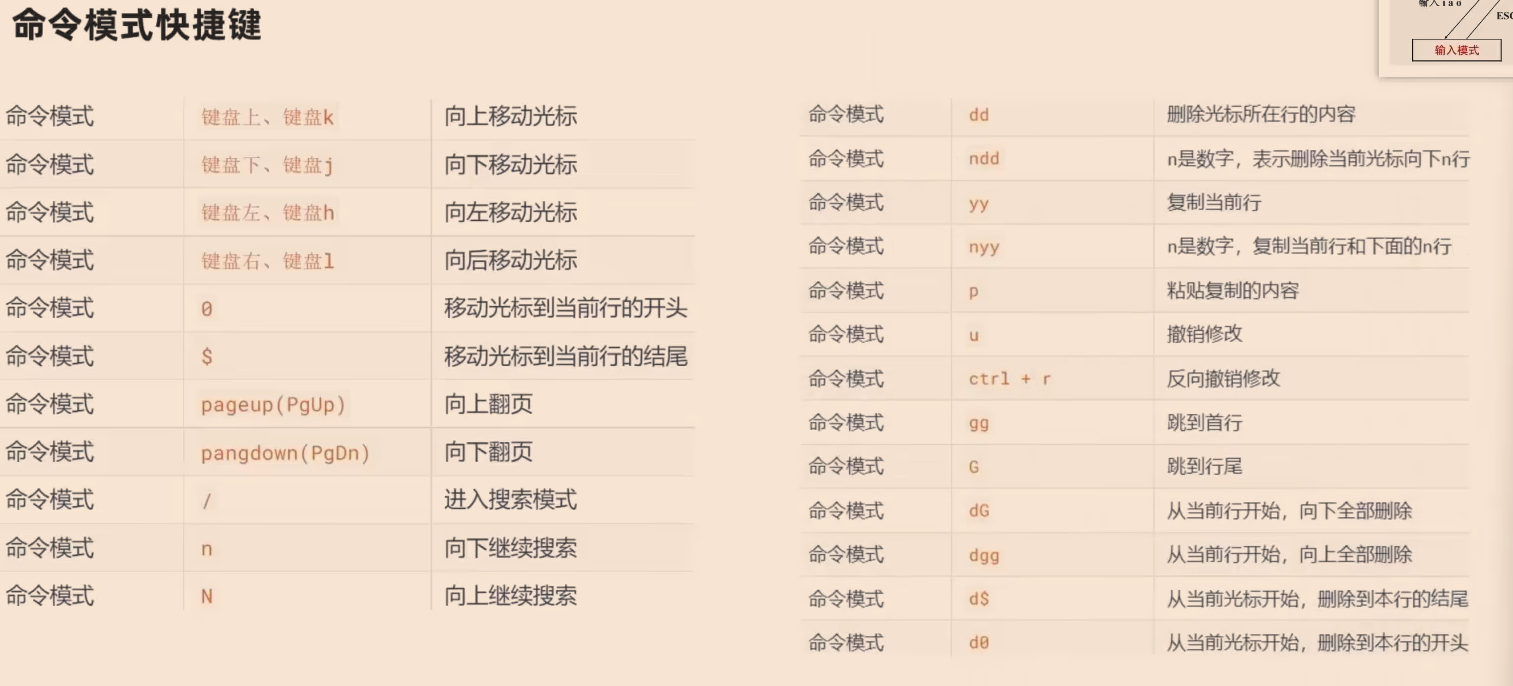 命令模式快捷键
输入 i a o
ESC
输入模式
命令模式 键盘上、键盘k 向上移动光标
命令模式 键盘下、键盘j 向下移动光标
命令模式 键盘左、键盘h 向左移动光标
命令模式 键盘右、键盘l 向后移动光标
命令模式 0 移动光标到当前行的开头
命令模式 $ 移动光标到当前行的结尾
命令模式 pageup(PgUp) 向上翻页
命令模式 pangdown(PgDn) 向下翻页
命令模式 / 进入搜索模式
命令模式 n 向下继续搜索
命令模式 N 向上继续搜索
命令模式 dd 删除光标所在行的内容
命令模式 ndd n是数字，表示删除当前光标向下n行
命令模式 yy 复制当前行
命令模式 nyy n是数字，复制当前行和下面的n行
命令模式 p 粘贴复制的内容
命令模式 u 撤销修改
命令模式 ctrl + r 反向撤销修改
命令模式 gg 跳到首行
命令模式 G 跳到行尾
命令模式 dG 从当前行开始，向下全部删除
命令模式 dgg 从当前行开始，向上全部删除
命令模式 d$ 从当前光标开始，删除到本行的结尾
命令模式 d0 从当前光标开始，删除到本行的开头